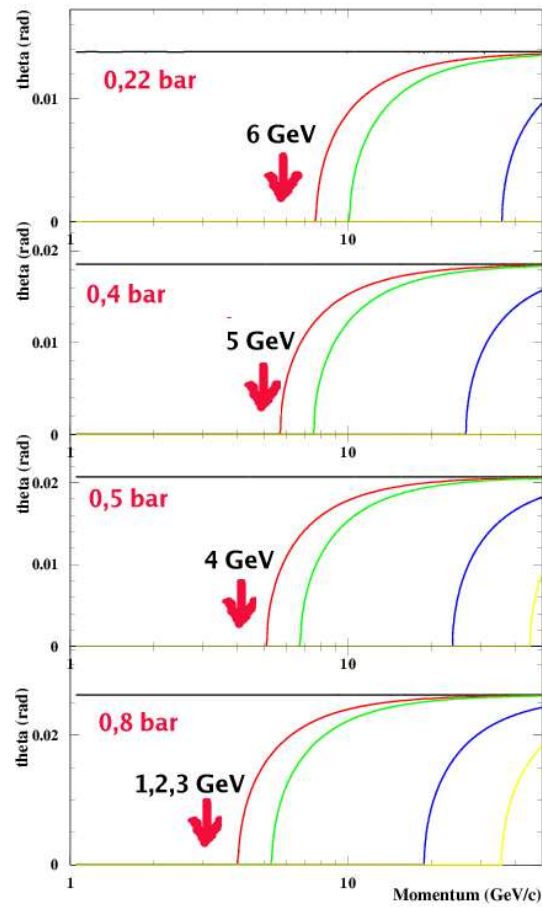 theta (rad)
0.01
0
0,22 bar
6 GeV
1
10
theta (rad)
0.02
0.01
0
0,4 bar
5 GeV
1
10
theta (rad)
0.02
0.01
0
0,5 bar
4 GeV
1
10
theta (rad)
0.02
0
0,8 bar
1,2,3 GeV
1
10
Momentum (GeV/c)